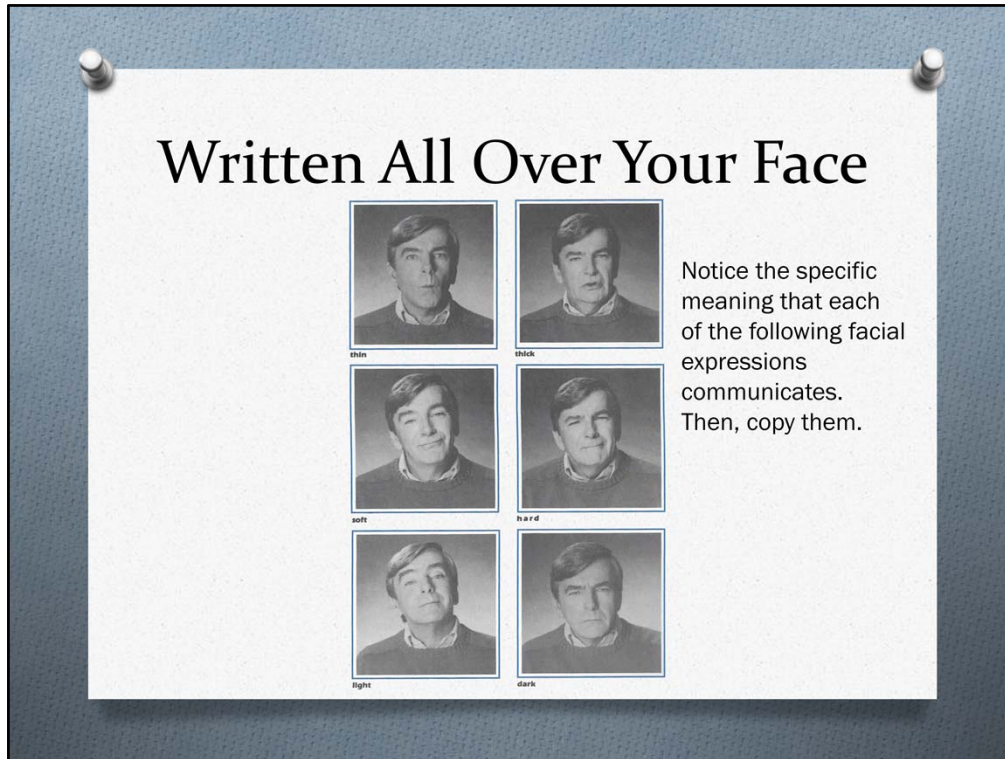 Written All Over Your Face
thin
thick
Notice the specific
meaning that each
of the following facial
expressions
communicates.
Then, copy them.
soft
hard
light
dark